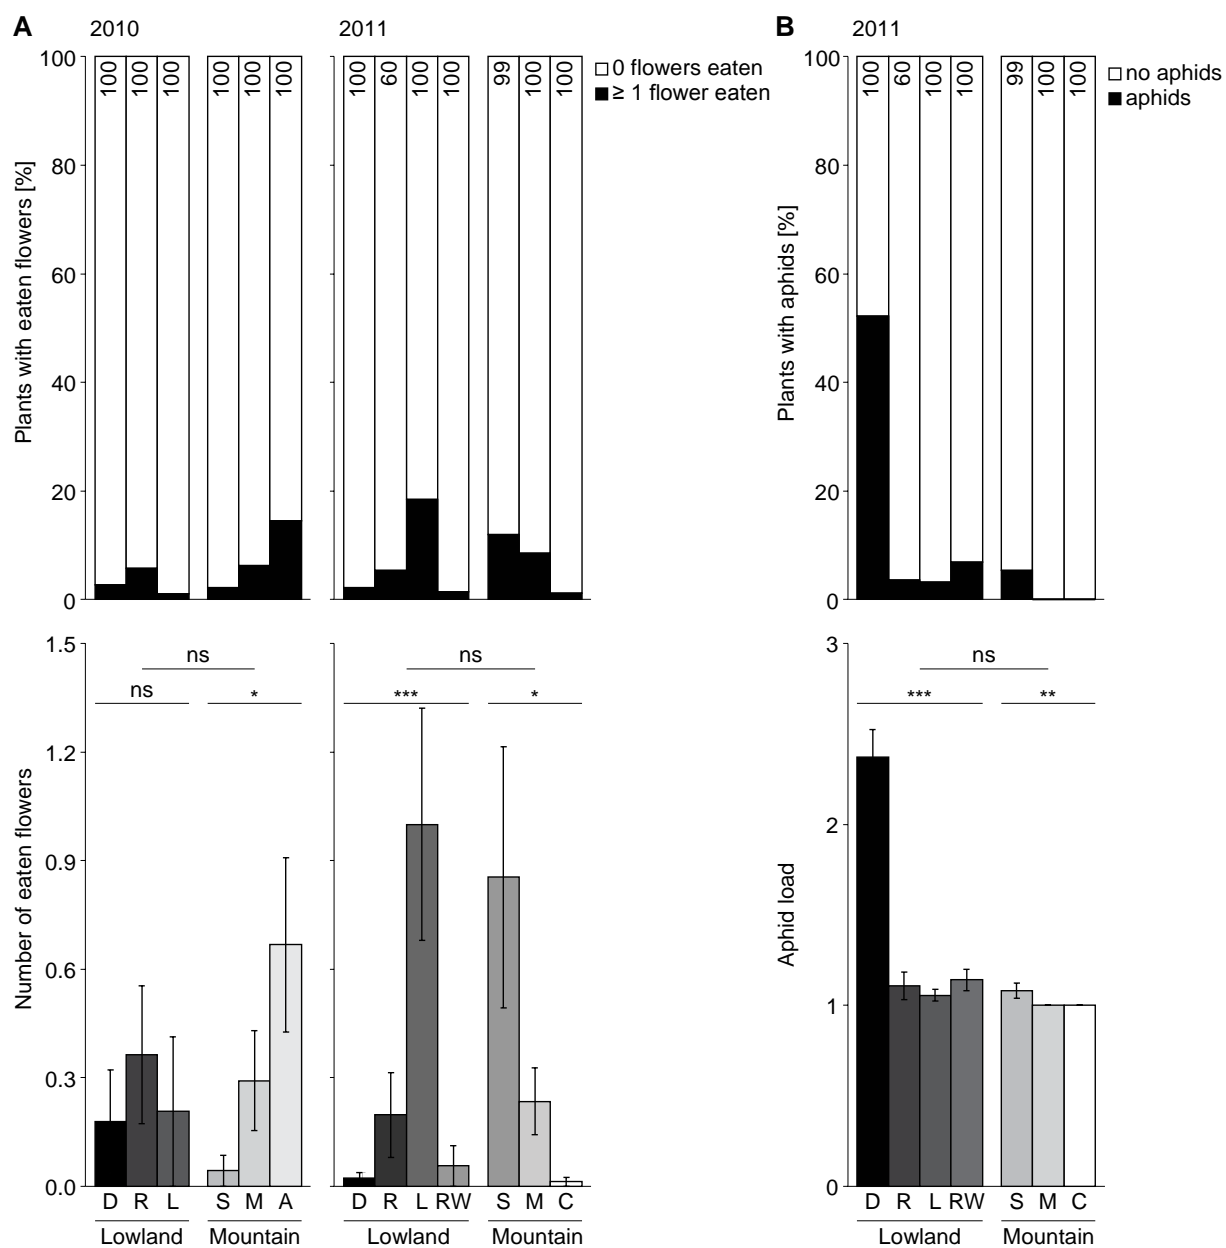 A
2010
2011
0 flowers eaten
≥ 1 flower eaten
Plants with eaten flowers [%]
100
80
60
40
20
0
100 100 100 100 100 100
100 60 100 100 99 100 100
Number of eaten flowers
1.5
1.2
0.9
0.6
0.3
0.0
ns
ns *
ns
*** *
D R L S M A
D R L RW S M C
Lowland Mountain
Lowland Mountain
B
2011
no aphids
aphids
Plants with aphids [%]
100
80
60
40
20
0
100 60 100 100 99 100 100
Aphid load
3
2
1
0
ns
*** **
D R L RW S M C
Lowland Mountain